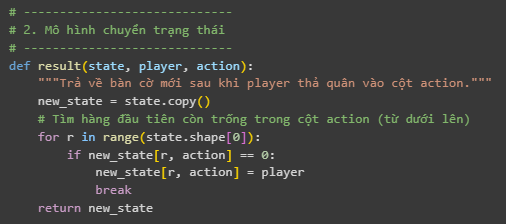 # -----------------------------
# 2. Mô hình chuyển trạng thái
# -----------------------------
def result(state, player, action):
    """Trả về bàn cờ mới sau khi player thả quân vào cột action."""
    new_state = state.copy()
    # Tìm hàng đầu tiên còn trống trong cột action (từ dưới lên)
    for r in range(state.shape[0]):
        if new_state[r, action] == 0:
            new_state[r, action] = player
            break
    return new_state